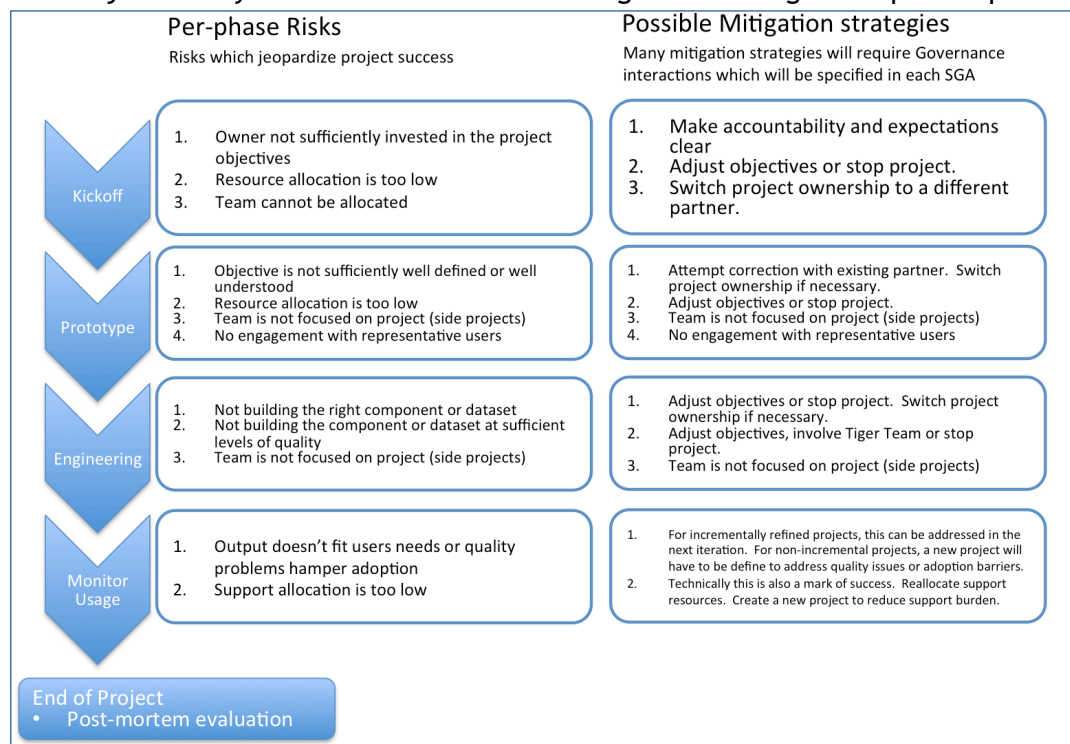 Per-phase Risks
Risks which jeopardize project success
Possible Mitigation strategies
Many mitigation strategies will require Governance
interactions which will be specified in each SGA
Kickoff
1. Owner not sufficiently invested in the project
objectives
2. Resource allocation is too low
3. Team cannot be allocated
1. Make accountability and expectations
clear
2. Adjust objectives or stop project.
3. Switch project ownership to a different
partner.
Prototype
1. Objective is not sufficiently well defined or well
understood
2. Resource allocation is too low
3. Team is not focused on project (side projects)
4. No engagement with representative users
1. Attempt correction with existing partner. Switch
project ownership if necessary.
2. Adjust objectives or stop project.
3. Team is not focused on project (side projects)
4. No engagement with representative users
Engineering
1. Not building the right component or dataset
2. Not building the component or dataset at sufficient
levels of quality
3. Team is not focused on project (side projects)
1. Adjust objectives or stop project. Switch project
ownership if necessary.
2. Adjust objectives, involve Tiger Team or stop
project.
3. Team is not focused on project (side projects)
Monitor
Usage
1. Output doesn’t fit users needs or quality
problems hamper adoption
2. Support allocation is too low
1. For incrementally refined projects, this can be addressed in the
next iteration. For non-incremental projects, a new project will
have to be define to address quality issues or adoption barriers.
2. Technically this is also a mark of success. Reallocate support
resources. Create a new project to reduce support burden.
End of Project
• Post-mortem evaluation